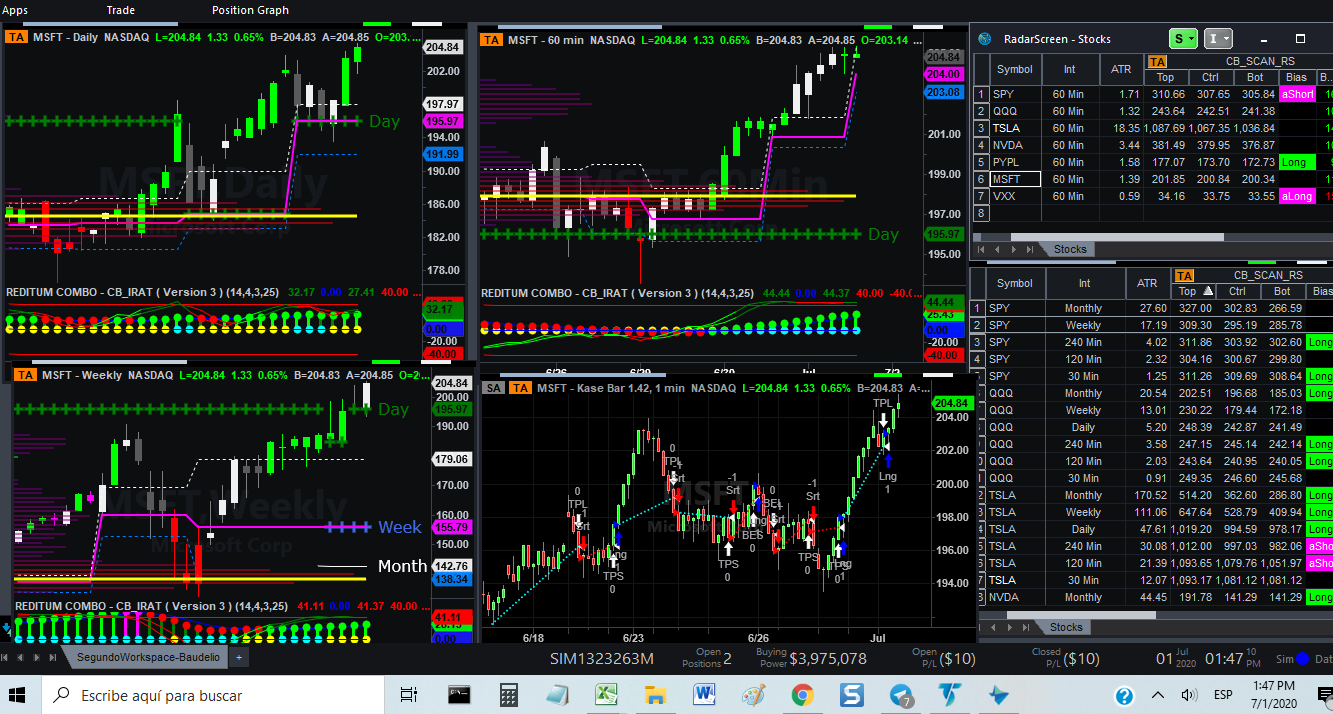 Apps Trade Position Graph
TA MSFT - Daily NASDAQ L=204.84 1.33 0.65% B=204.83 A=204.85 O=203....
204.84
202.00
197.97
195.97
194.00
191.99
190.00
186.00
182.00
178.00
Day
MSFT Daily
Microsoft Corp
REDITUM COMBO - CB_IRAT ( Version 3 ) (14,4,3,25) 32.17 0.00 27.41 40.00 ...
32.17
0.00
-20.00
-40.00
TA MSFT - 60 min NASDAQ L=204.84 1.33 0.65% B=204.83 A=204.85 O=203.14 ...
204.84
204.00
203.08
201.00
199.00
197.00
195.97
195.00
Day
MSFT 60Min
REDITUM COMBO - CB_IRAT ( Version 3 ) (14,4,3,25) 44.44 0.00 44.37 40.00 -40.0...
44.44
25.43
0.00
-20.00
-40.00
6/26 6/29 6/30 Jul 7/2
TA MSFT - Weekly NASDAQ L=204.84 1.33 0.65% B=204.83 A=204.85 O=2...
204.84
200.00
195.97
190.00
179.06
170.00
160.00
155.79
150.00
142.76
138.34
Day
Week
Month
MSFT Weekly
Microsoft Corp
REDITUM COMBO - CB_IRAT ( Version 3 ) (14,4,3,25) 41.11 0.00 41.37 40.00 ...
41.11
0.00
SA TA MSFT - Kase Bar 1.42, 1 min NASDAQ L=204.84 1.33 0.65% B=204.83 A=...
204.84
204.00
202.00
200.00
198.00
196.00
194.00
TPL
Lng
1
0
TPL
Srt
0
TPL
Srt
-1
Srt
0
-1
Srt
Lng
TPS
0
TPS
0
BES
0
TPS
0
Lng
1
0
6/18 6/23 6/26 Jul
RadarScreen - Stocks S I
Symbol Int ATR TA CB_SCAN_RS
Top Ctrl Bot Bias B...
1 SPY 60 Min 1.71 310.66 307.65 305.84 aShort
2 QQQ 60 Min 1.32 243.64 242.51 241.38
3 TSLA 60 Min 18.35 1,087.69 1,067.35 1,036.84
4 NVDA 60 Min 3.44 381.49 379.95 376.87
5 PYPL 60 Min 1.58 177.07 173.70 172.73 Long
6 MSFT 60 Min 1.39 201.85 200.84 200.34
7 VXX 60 Min 0.59 34.16 33.75 33.55 aLong
8
Stocks
Symbol Int ATR TA CB_SCAN_RS
Top Ctrl Bot Bias
1 SPY Monthly 27.60 327.00 302.83 266.59
2 SPY Weekly 17.19 309.30 295.19 285.78
3 SPY 240 Min 4.02 311.86 303.92 302.60 Long
4 SPY 120 Min 2.32 304.16 300.67 299.80
SPY 30 Min 1.25 311.26 309.69 308.64 Long
QQQ Monthly 20.54 202.51 196.68 185.03 Long
QQQ Weekly 13.01 230.22 179.44 172.18
QQQ Daily 5.20 248.39 242.87 241.49
QQQ 240 Min 3.58 247.15 245.14 242.14 Long
QQQ 120 Min 2.03 243.64 240.95 240.05 Long
QQQ 30 Min 0.91 249.35 246.60 245.68
TSLA Monthly 170.52 514.20 362.60 286.80 Long
TSLA Weekly 111.06 647.64 528.79 409.94 Long
TSLA Daily 47.61 1,019.20 994.59 978.17 Long
TSLA 240 Min 30.08 1,012.00 997.03 982.06 aSho
TSLA 120 Min 21.39 1,093.65 1,079.76 1,051.97 aSho
TSLA 30 Min 12.07 1,093.17 1,081.12 1,081.12
NVDA Monthly 44.45 191.78 141.29 141.29 Long
Stocks
SegundoWorkspace-Baudelio +
SIM1323263M Open Positions 2 Buying Power $3,975,078 Open P/L ($10) Closed P/L ($10) 01 Jul 2020 01:47 10 PM Sim Dat
Escribe aquí para buscar
7
ESP
1:47 PM
7/1/2020